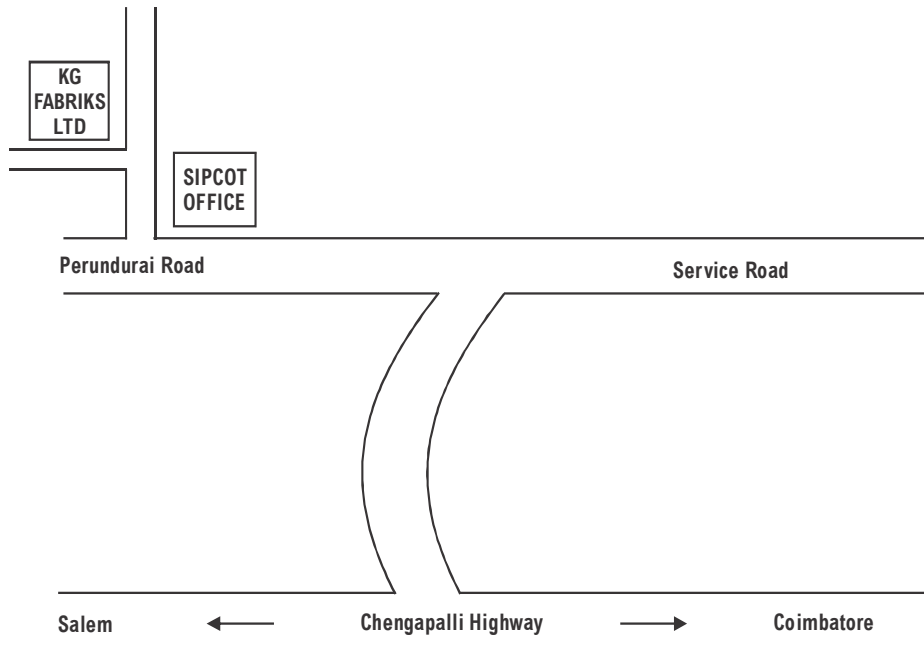 KG
FABRIKS
LTD
SIPCOT
OFFICE
Perundurai Road
Service Road
Salem
Chengapalli Highway
Coimbatore